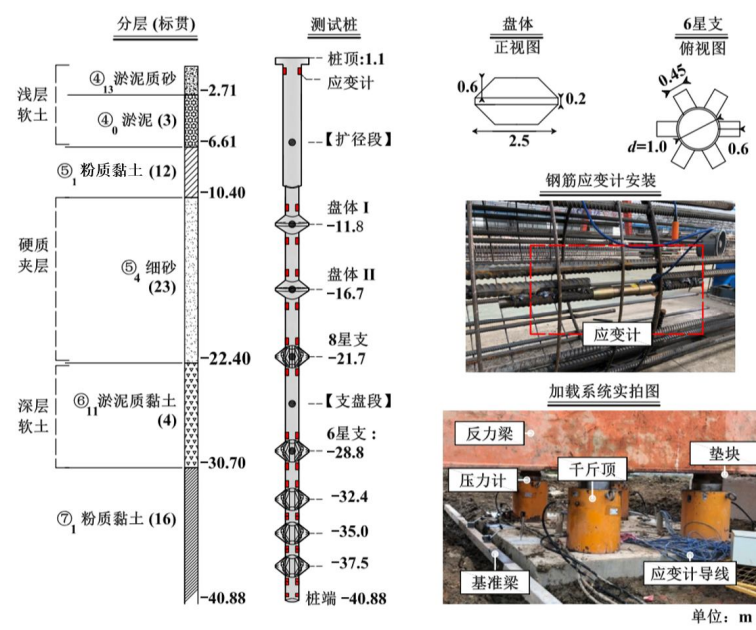 分层 (标贯)
浅层
软土
④13 淤泥质砂
-2.71
④0 淤泥 (3)
-6.61
⑤1 粉质黏土 (12)
-10.40
硬质
夹层
⑤4 细砂
(23)
-22.40
深层
软土
⑥11 淤泥质黏土
(4)
-30.70
⑦1 粉质黏土 (16)
-40.88
测试桩
桩顶:1.1
应变计
【扩径段】
盘体 I
-11.8
盘体 II
-16.7
8星支
-21.7
【支盘段】
6星支：
-28.8
-32.4
-35.0
-37.5
桩端 -40.88
盘体
正视图
0.6
0.2
2.5
6星支
俯视图
0.45
d=1.0
0.6
钢筋应变计安装
应变计
加载系统实拍图
反力梁
压力计
千斤顶
垫块
基准梁
应变计导线
单位：m